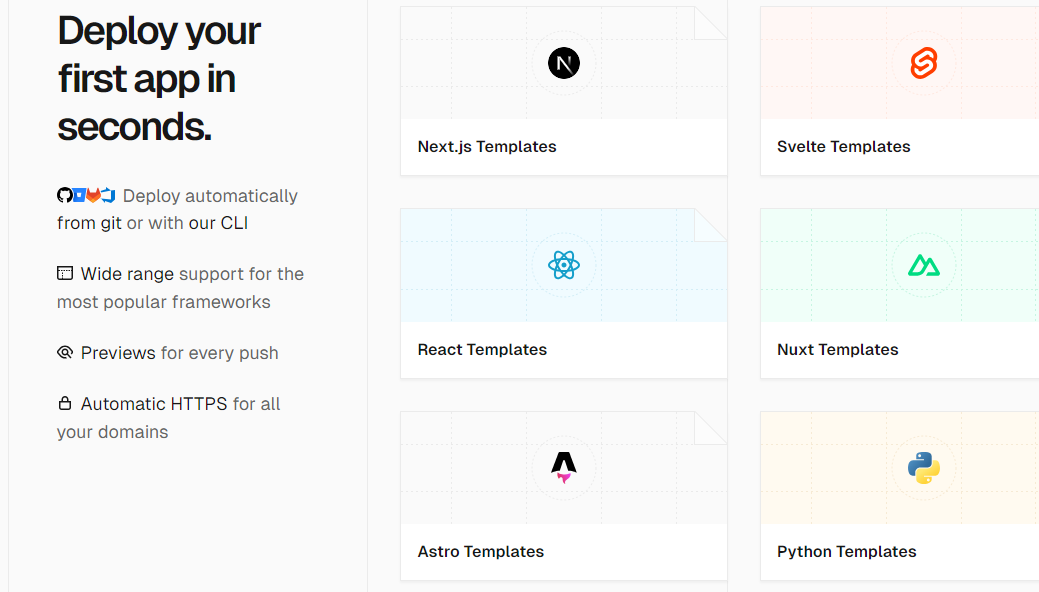 Deploy your
first app in
seconds.
Deploy automatically
from git or with our CLI
Wide range support for the
most popular frameworks
Previews for every push
Automatic HTTPS for all
your domains
Next.js Templates
Svelte Templates
React Templates
Nuxt Templates
Astro Templates
Python Templates